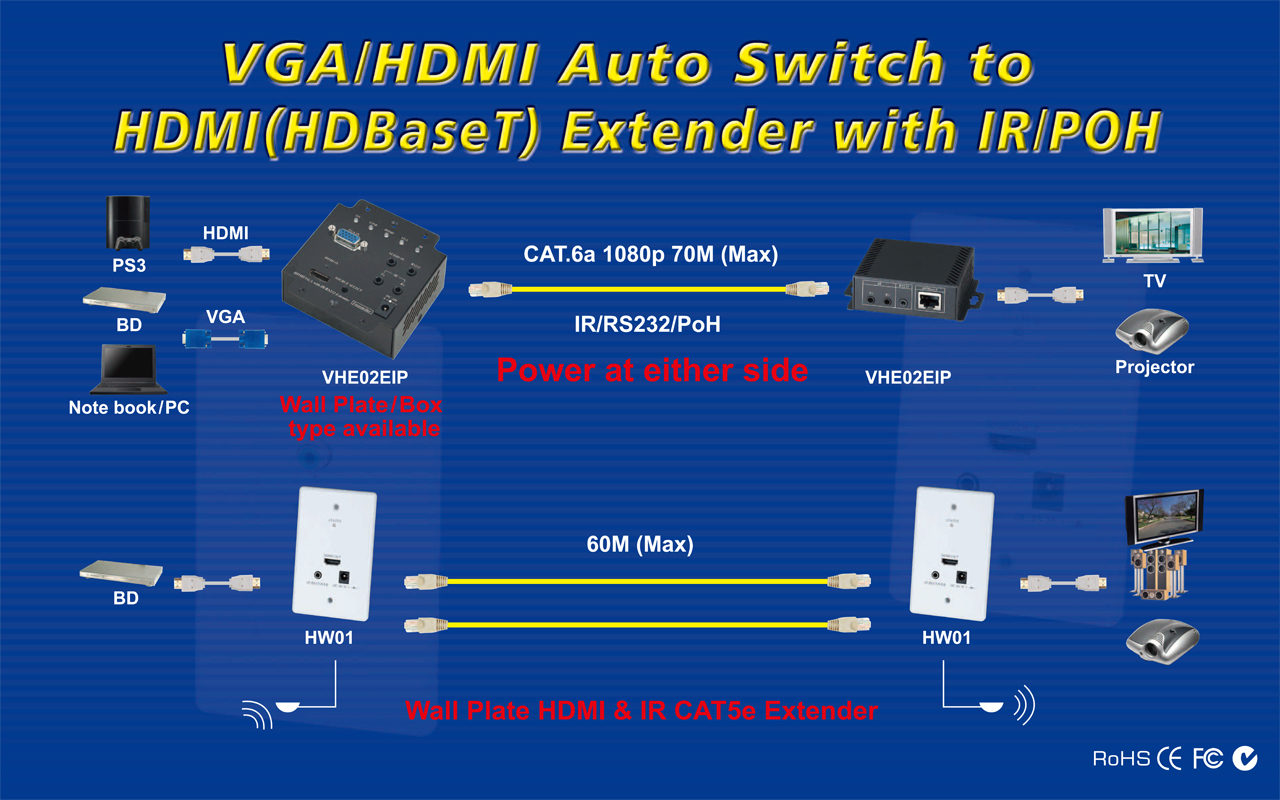 VGA/HDMI Auto Switch to
HDMI(HDBaseT) Extender with IR/POH
PS3
HDMI
BD
VGA
Note book/PC
VHE02EIP
Wall Plate/Box
type available
CAT.6a 1080p 70M (Max)
IR/RS232/PoH
Power at either side
VHE02EIP
TV
Projector
BD
HW01
60M (Max)
HW01
Wall Plate HDMI & IR CAT5e Extender
RoHS CE FC